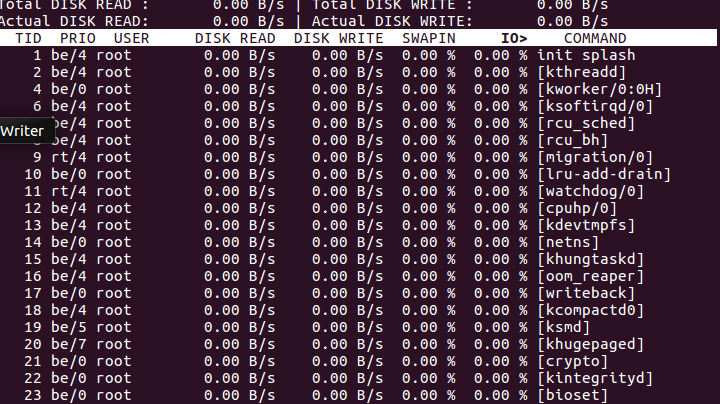 Total DISK READ :       0.00 B/s | Total DISK WRITE :       0.00 B/s
Actual DISK READ:       0.00 B/s | Actual DISK WRITE:       0.00 B/s
TID  PRIO  USER     DISK READ  DISK WRITE  SWAPIN     IO>    COMMAND
1 be/4 root        0.00 B/s    0.00 B/s  0.00 %  0.00 % init splash
2 be/4 root        0.00 B/s    0.00 B/s  0.00 %  0.00 % [kthreadd]
4 be/0 root        0.00 B/s    0.00 B/s  0.00 %  0.00 % [kworker/0:0H]
6 be/4 root        0.00 B/s    0.00 B/s  0.00 %  0.00 % [ksoftirqd/0]
be/4 root        0.00 B/s    0.00 B/s  0.00 %  0.00 % [rcu_sched]
Writer
be/4 root        0.00 B/s    0.00 B/s  0.00 %  0.00 % [rcu_bh]
9 rt/4 root        0.00 B/s    0.00 B/s  0.00 %  0.00 % [migration/0]
10 be/0 root        0.00 B/s    0.00 B/s  0.00 %  0.00 % [lru-add-drain]
11 rt/4 root        0.00 B/s    0.00 B/s  0.00 %  0.00 % [watchdog/0]
12 be/4 root        0.00 B/s    0.00 B/s  0.00 %  0.00 % [cpuhp/0]
13 be/4 root        0.00 B/s    0.00 B/s  0.00 %  0.00 % [kdevtmpfs]
14 be/0 root        0.00 B/s    0.00 B/s  0.00 %  0.00 % [netns]
15 be/4 root        0.00 B/s    0.00 B/s  0.00 %  0.00 % [khungtaskd]
16 be/4 root        0.00 B/s    0.00 B/s  0.00 %  0.00 % [oom_reaper]
17 be/0 root        0.00 B/s    0.00 B/s  0.00 %  0.00 % [writeback]
18 be/4 root        0.00 B/s    0.00 B/s  0.00 %  0.00 % [kcompactd0]
19 be/5 root        0.00 B/s    0.00 B/s  0.00 %  0.00 % [ksmd]
20 be/7 root        0.00 B/s    0.00 B/s  0.00 %  0.00 % [khugepaged]
21 be/0 root        0.00 B/s    0.00 B/s  0.00 %  0.00 % [crypto]
22 be/0 root        0.00 B/s    0.00 B/s  0.00 %  0.00 % [kintegrityd]
23 be/0 root        0.00 B/s    0.00 B/s  0.00 %  0.00 % [bioset]